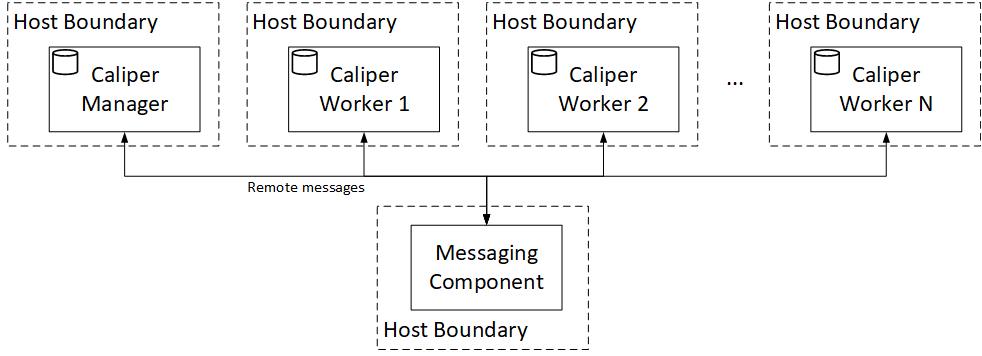 Host Boundary
Caliper
Manager
Host Boundary
Caliper
Worker 1
Host Boundary
Caliper
Worker 2
...
Host Boundary
Caliper
Worker N
Remote messages
Messaging
Component
Host Boundary